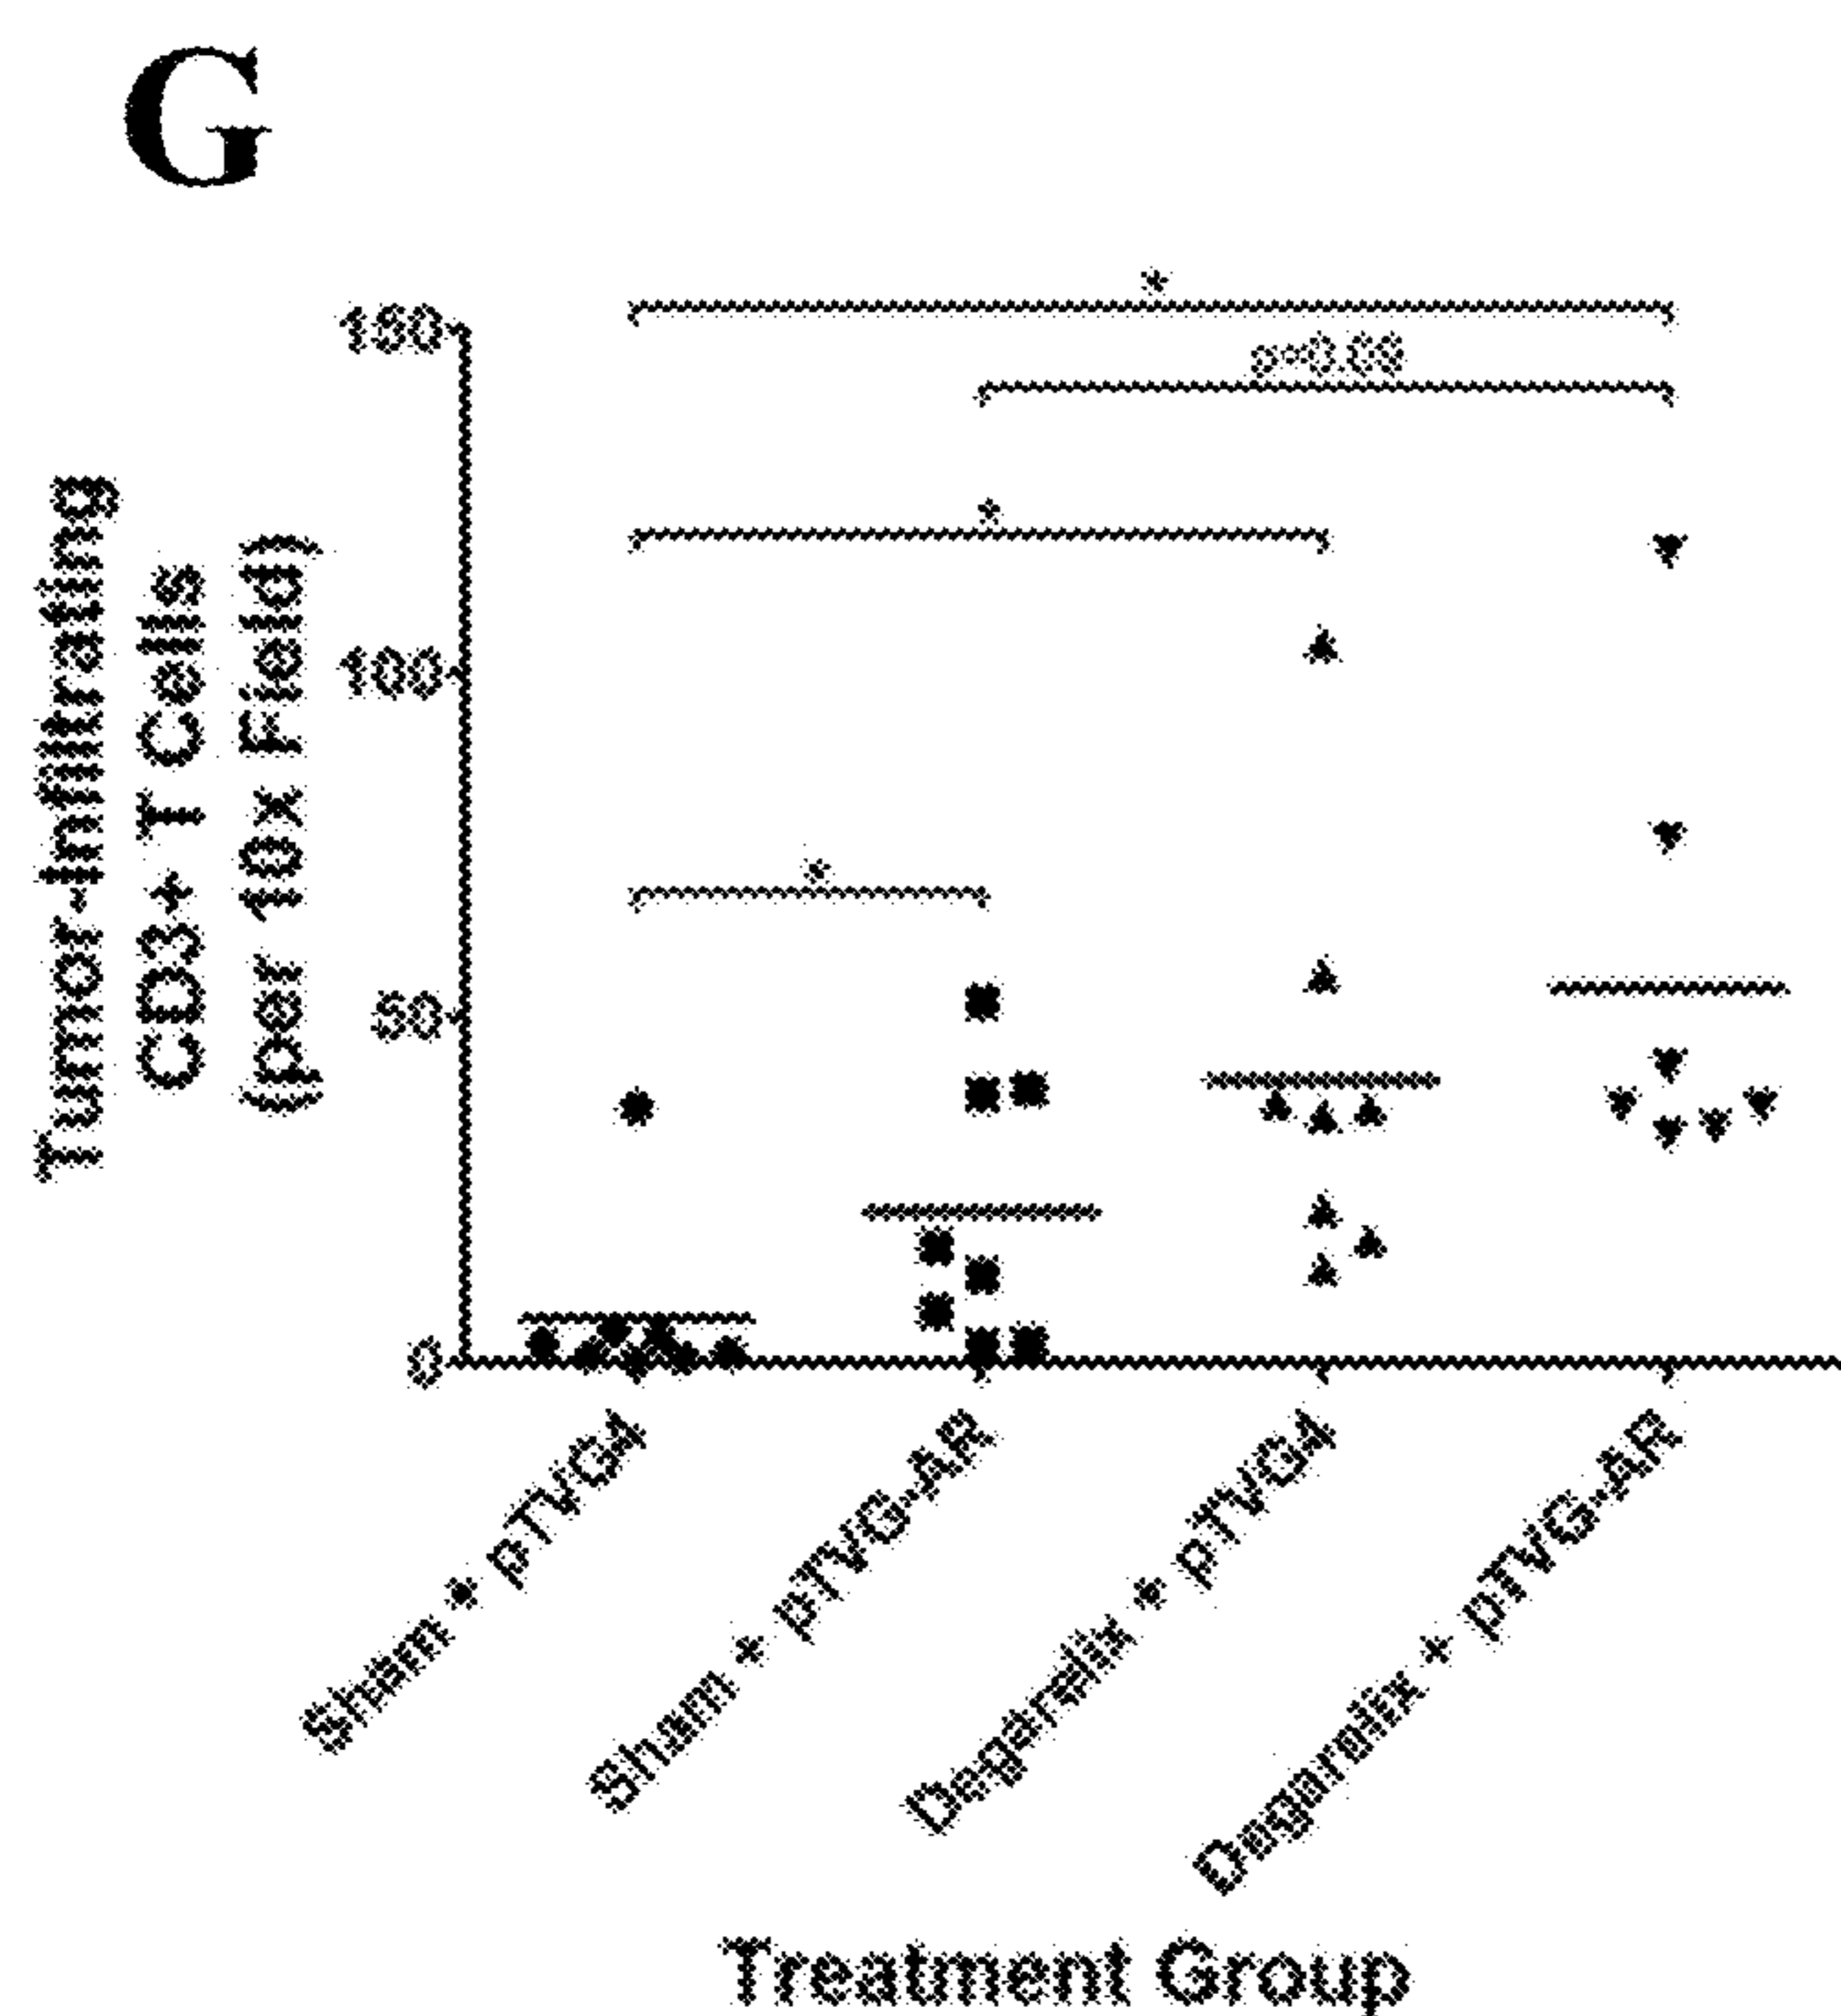 G
Tumor-Infiltrating
CD3+ T Cells
(per 10x Field)
150
100
50
0
*
p=0.08
*
*
Sham + pTVG4
Sham + pTVG-AR
Degarelix + pTVG4
Degarelix + pTVG-AR
Treatment Group